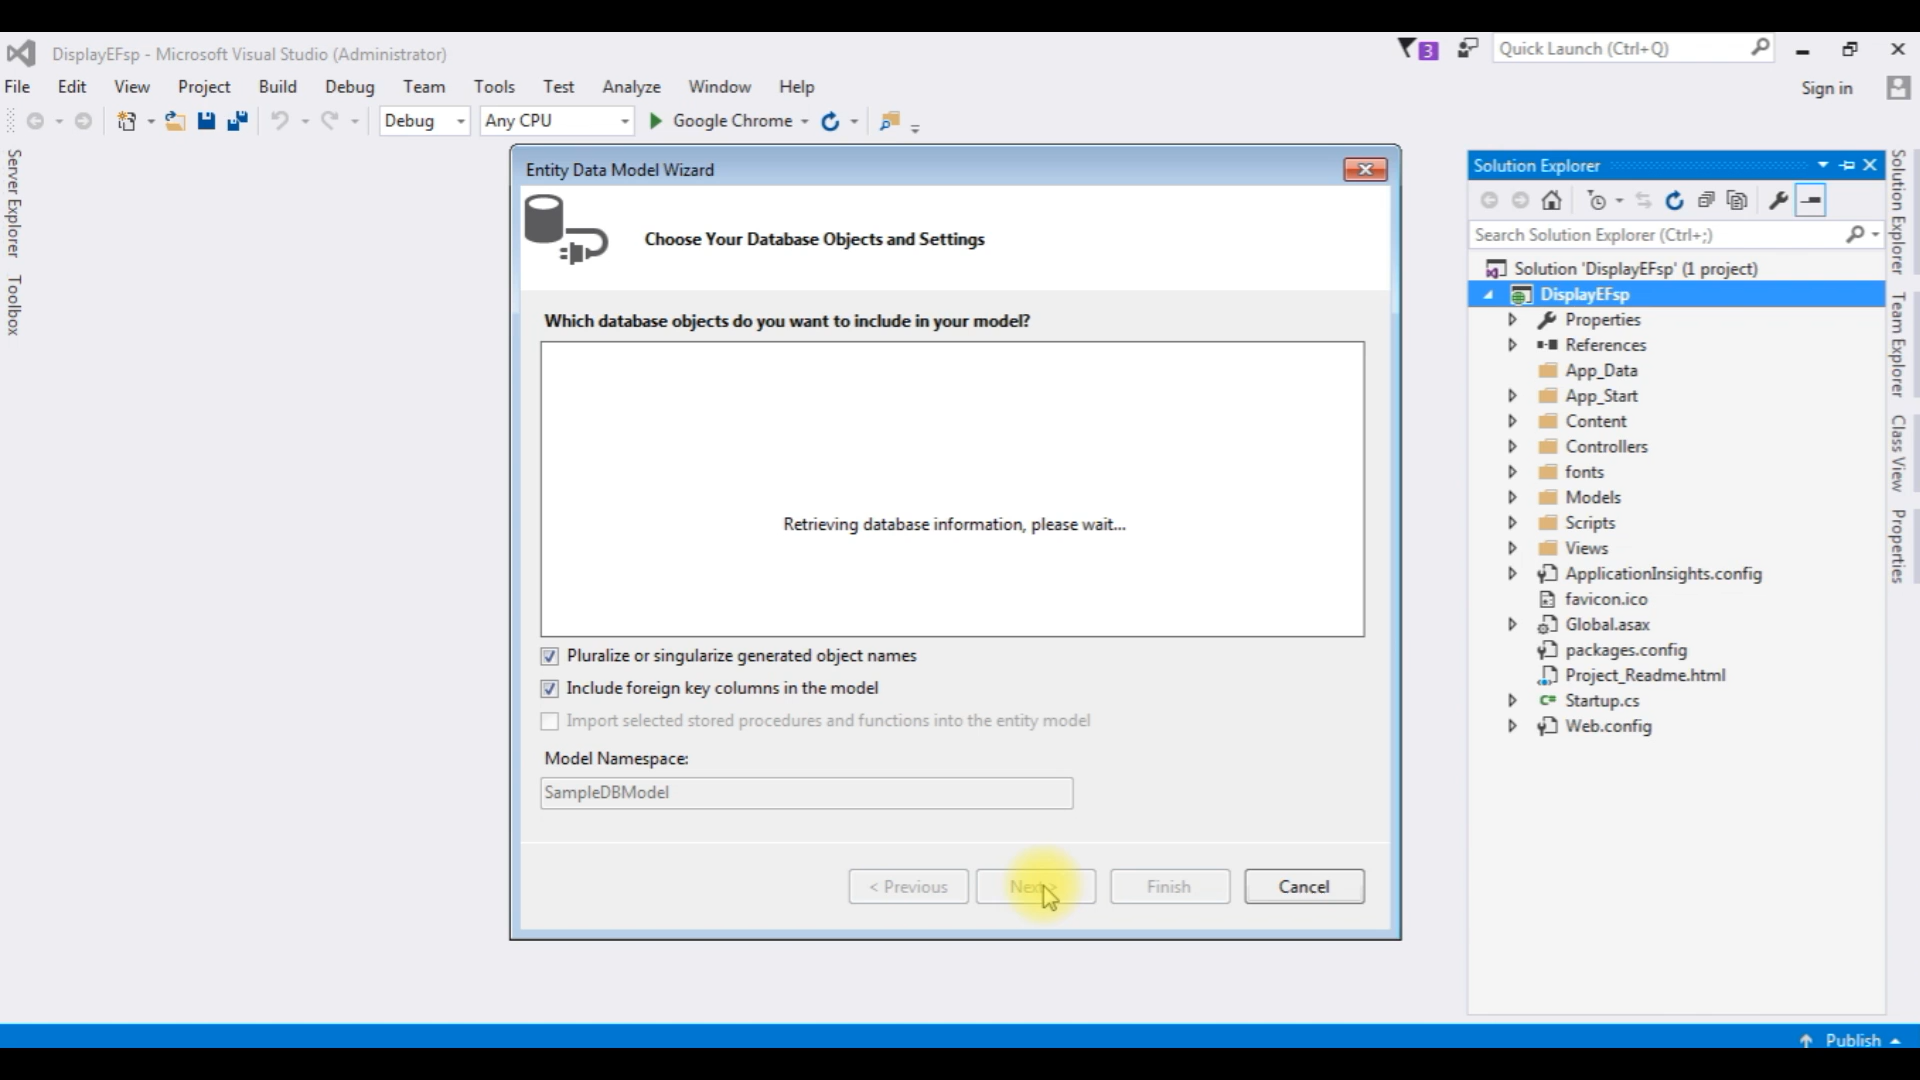 DisplayEFsp - Microsoft Visual Studio (Administrator)
3
Quick Launch (Ctrl+Q)
File Edit View Project Build Debug Team Tools Test Analyze Window Help
Sign in
Debug Any CPU Google Chrome
Server Explorer
Toolbox
Entity Data Model Wizard
Choose Your Database Objects and Settings
Which database objects do you want to include in your model?
Retrieving database information, please wait...
Pluralize or singularize generated object names
Include foreign key columns in the model
Import selected stored procedures and functions into the entity model
Model Namespace:
SampleDBModel
< Previous
Next >
Finish
Cancel
Solution Explorer
Search Solution Explorer (Ctrl+;)
Solution 'DisplayEFsp' (1 project)
DisplayEFsp
Properties
References
App_Data
App_Start
Content
Controllers
fonts
Models
Scripts
Views
ApplicationInsights.config
favicon.ico
Global.asax
packages.config
Project_Readme.html
C# Startup.cs
Web.config
Solution Explorer
Team Explorer
Class View
Properties
Publish